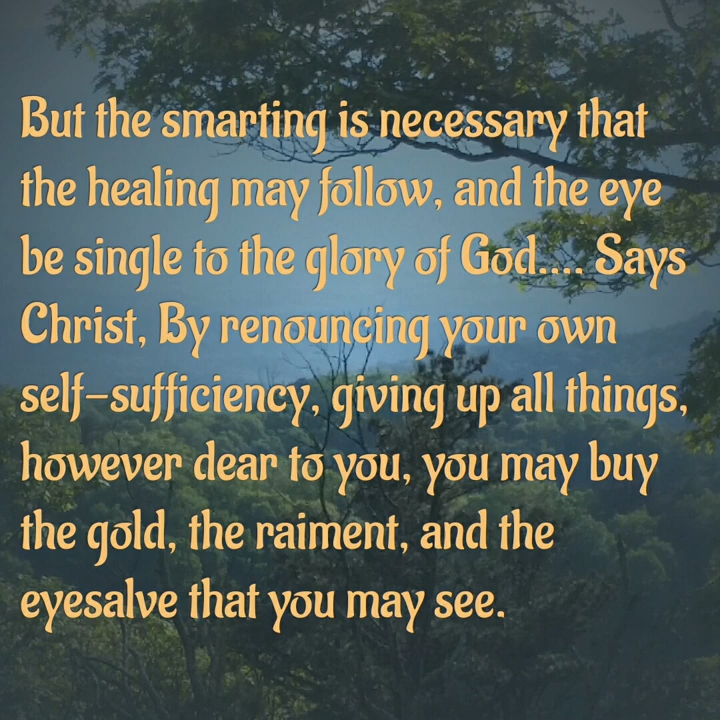 But the smarting is necessary that
the healing may follow, and the eye
be single to the glory of God.... Says
Christ, By renouncing your own
self-sufficiency, giving up all things,
however dear to you, you may buy
the gold, the raiment, and the
eyesalve that you may see.